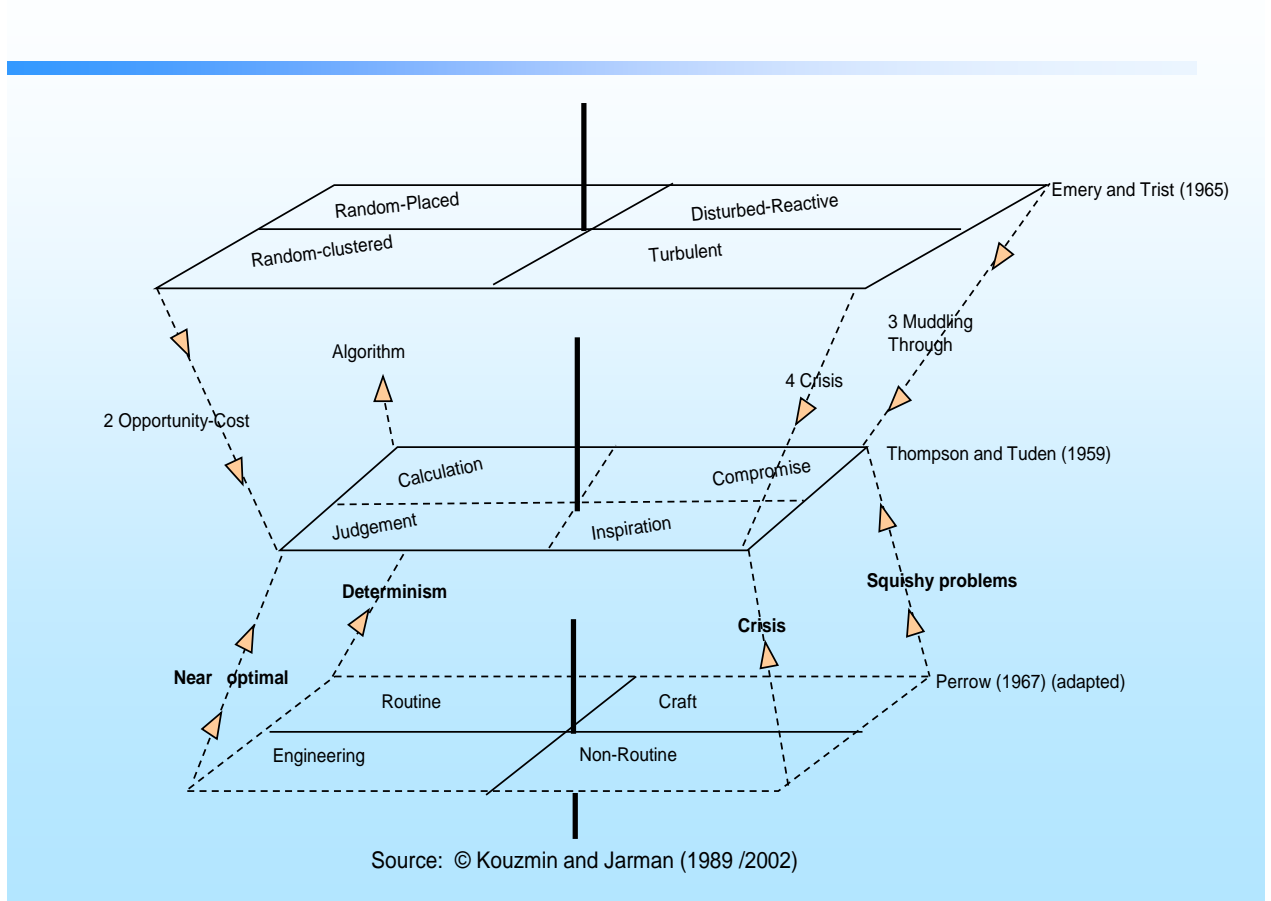 Emery and Trist (1965)
Random-Placed
Disturbed-Reactive
Random-clustered
Turbulent
3 Muddling
Through
Algorithm
4 Crisis
2 Opportunity-Cost
Thompson and Tuden (1959)
Calculation
Compromise
Judgement
Inspiration
Determinism
Squishy problems
Crisis
Near optimal
Perrow (1967) (adapted)
Routine
Craft
Engineering
Non-Routine
Source: © Kouzmin and Jarman (1989 /2002)